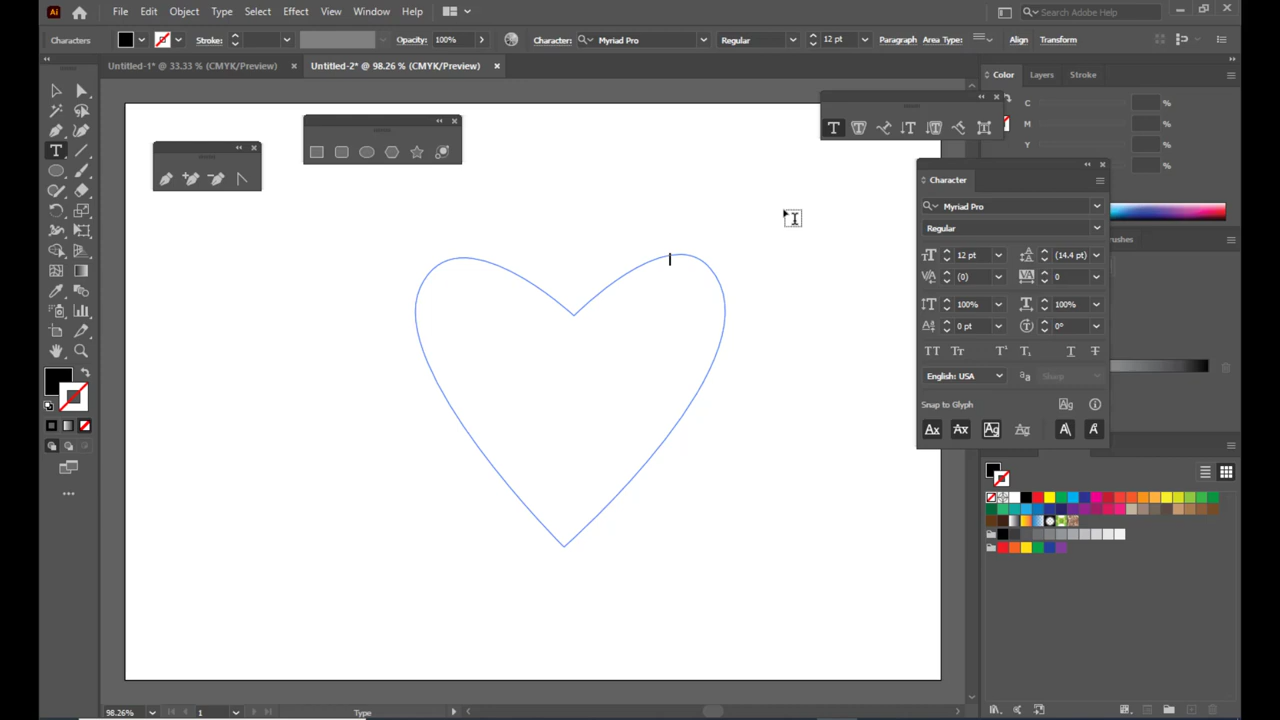 Ai File Edit Object Type Select Effect View Window Help Search Adobe Help
Characters Stroke: Opacity: 100% Character: Myriad Pro Regular 12 pt Paragraph Area Type: Align Transform
Untitled-1* @ 33.33 % (CMYK/Preview) × Untitled-2* @ 98.26 % (CMYK/Preview) ×
Color Layers Stroke
C %
M %
Y %
%
Character
Myriad Pro
Regular
12 pt (14.4 pt)
(0) 0
100% 100%
0 pt 0°
English: USA Sharp
Snap to Glyph
98.26% 1 Type